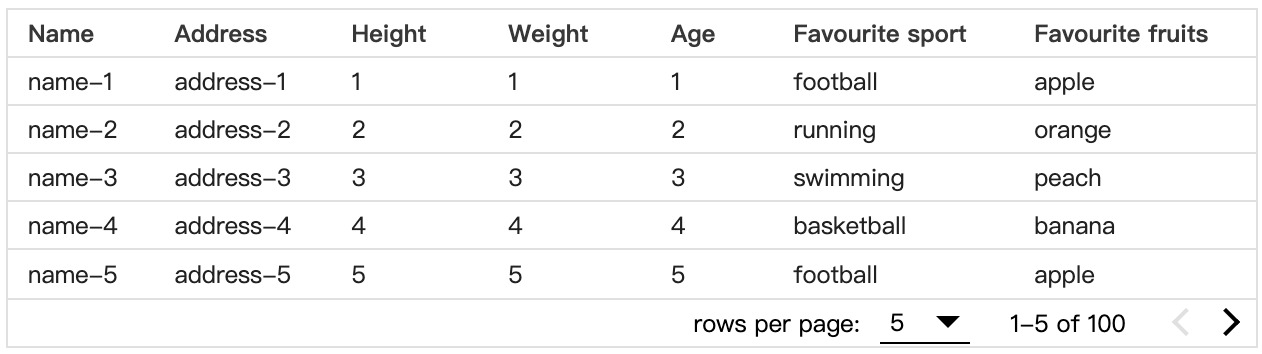 Name Address Height Weight Age Favourite sport Favourite fruits
name-1 address-1 1 1 1 football apple
name-2 address-2 2 2 2 running orange
name-3 address-3 3 3 3 swimming peach
name-4 address-4 4 4 4 basketball banana
name-5 address-5 5 5 5 football apple
rows per page: 5 1-5 of 100